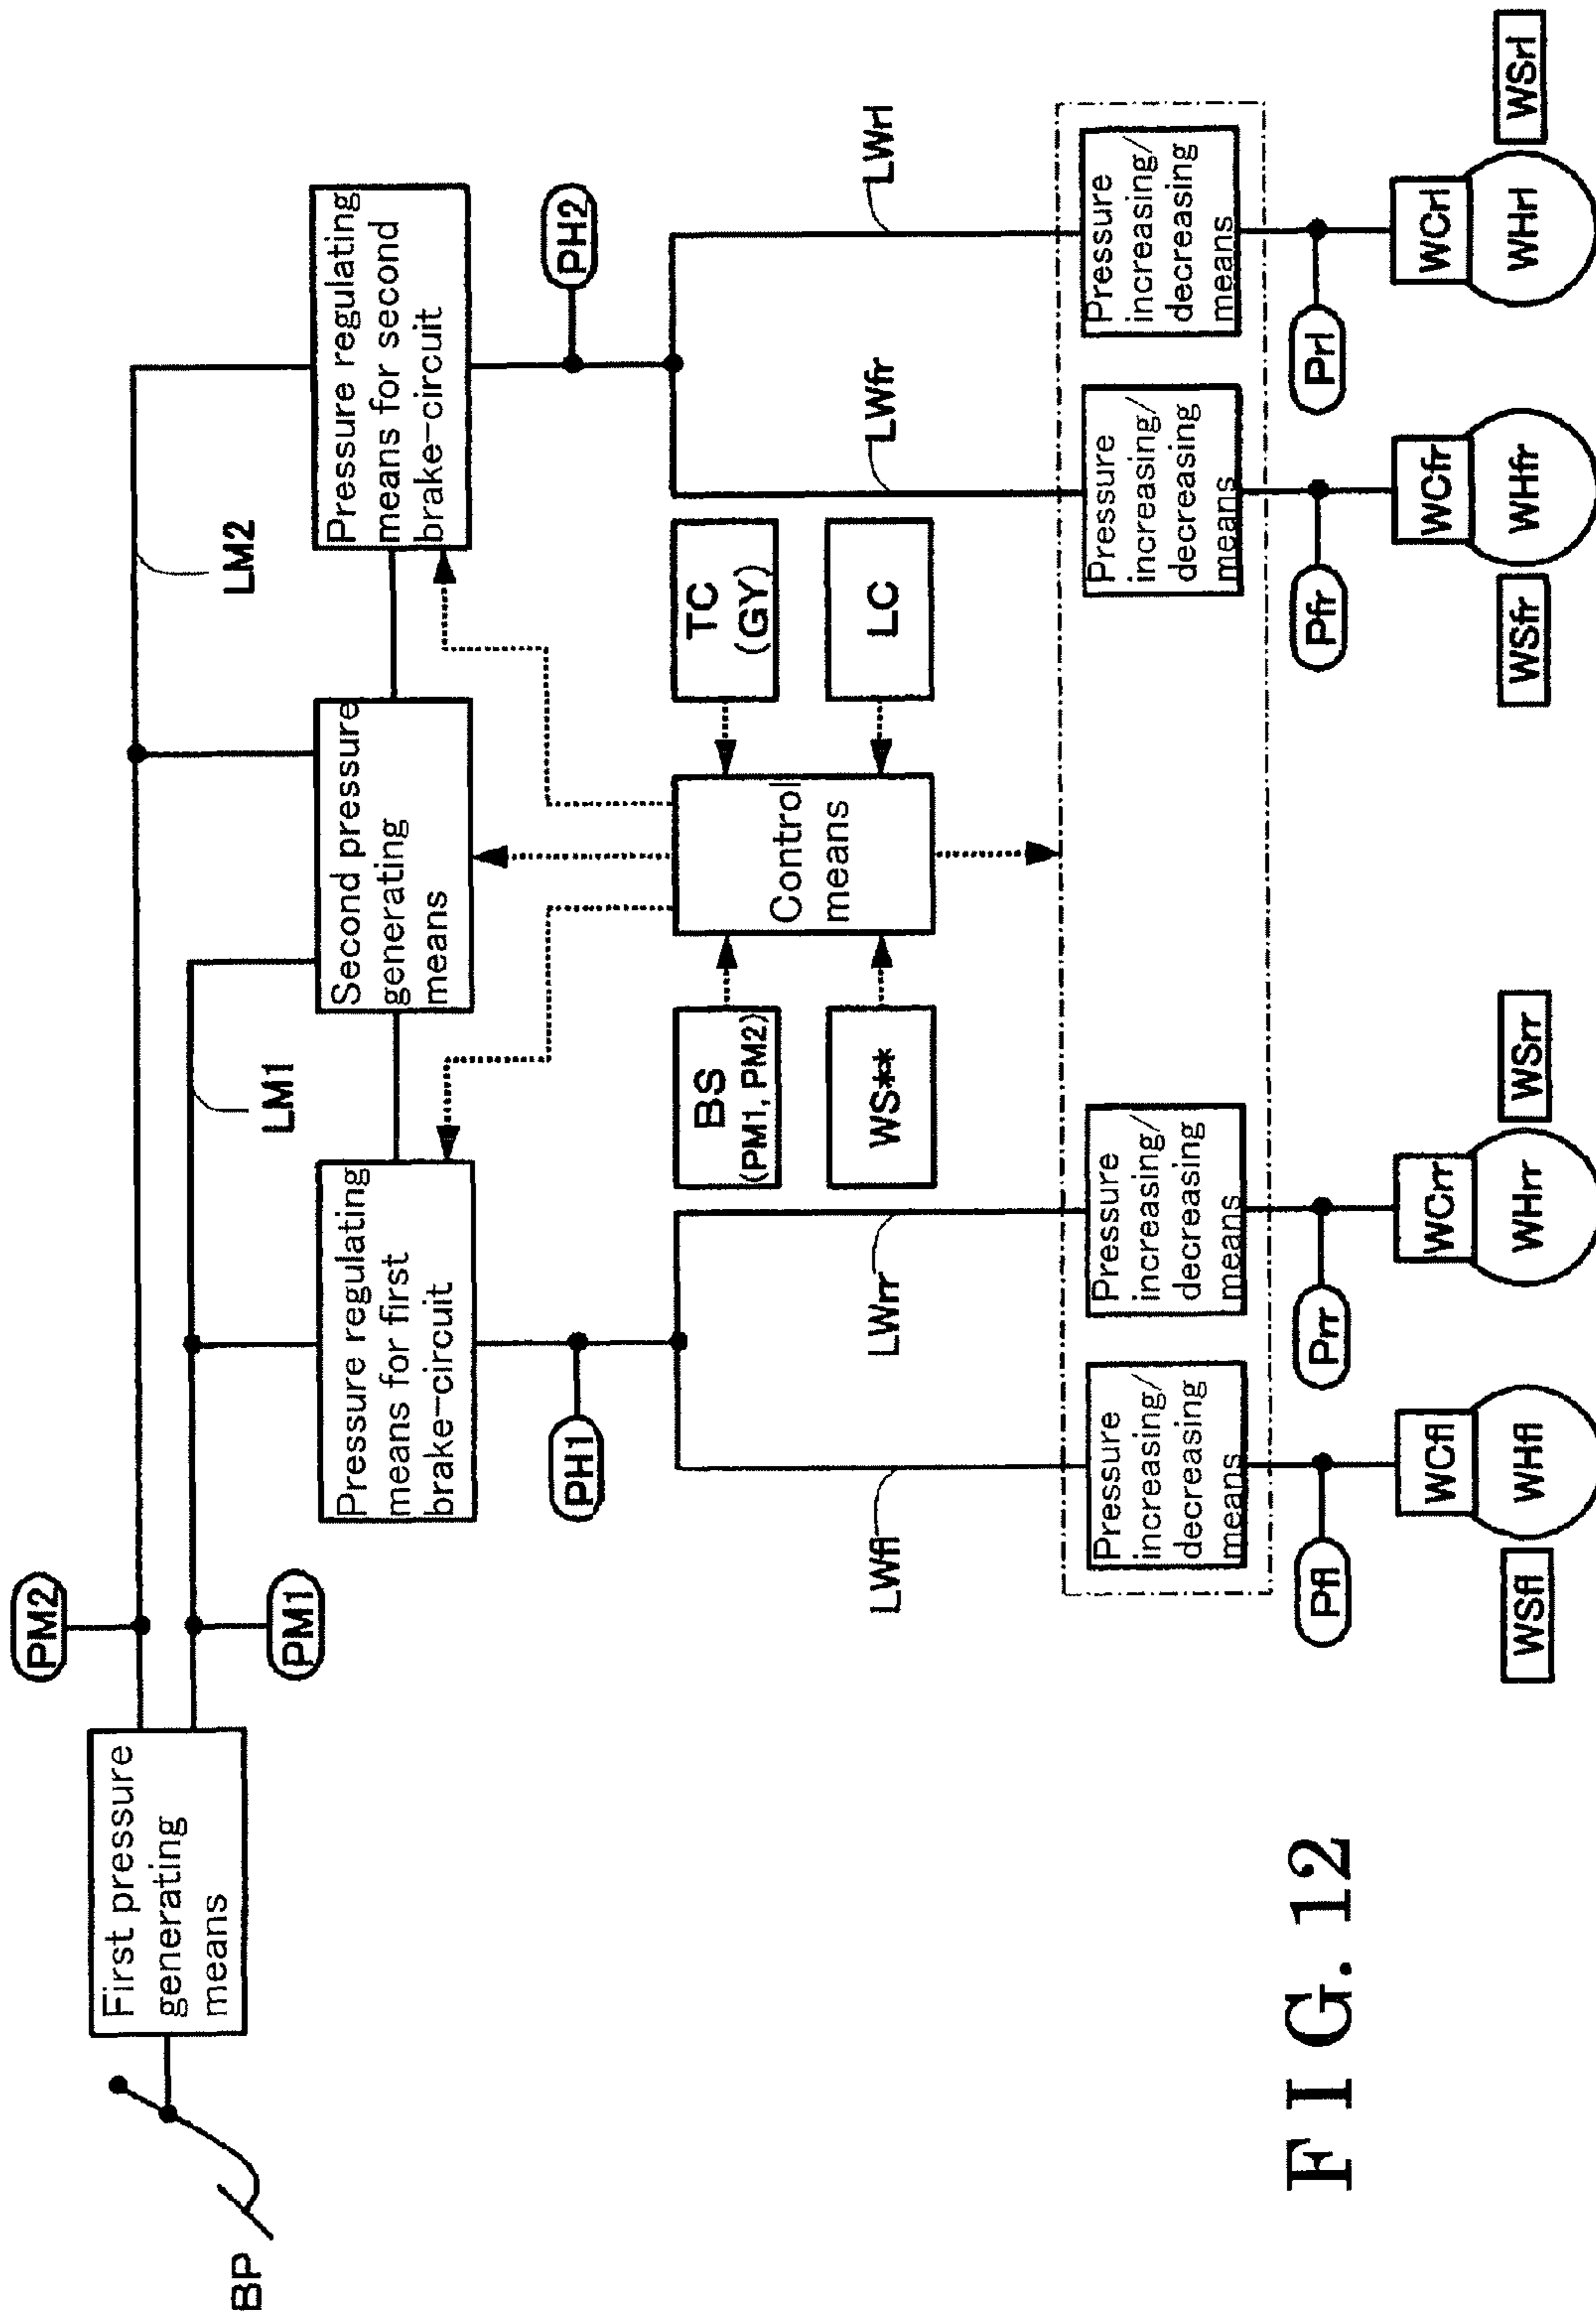 PM2
First pressure
generating
means
PM1
BP
LM2
LM1
Pressure regulating
means for first
brake-circuit
Second pressure
generating
means
Pressure regulating
means for second
brake-circuit
PH1
PH2
BS
(PM1, PM2)
WS**
Control
means
TC
(GY)
LC
LWfl
LWrr
LWfr
LWrl
Pressure
increasing/
decreasing
means
Pressure
increasing/
decreasing
means
Pressure
increasing/
decreasing
means
Pressure
increasing/
decreasing
means
Pfl
Prr
Pfr
Prl
WCfl
WCrr
WCfr
WCrl
WSfl
WHfl
WHrr
WSrr
WSfr
WHfr
WHrl
WSrl
FIG. 12